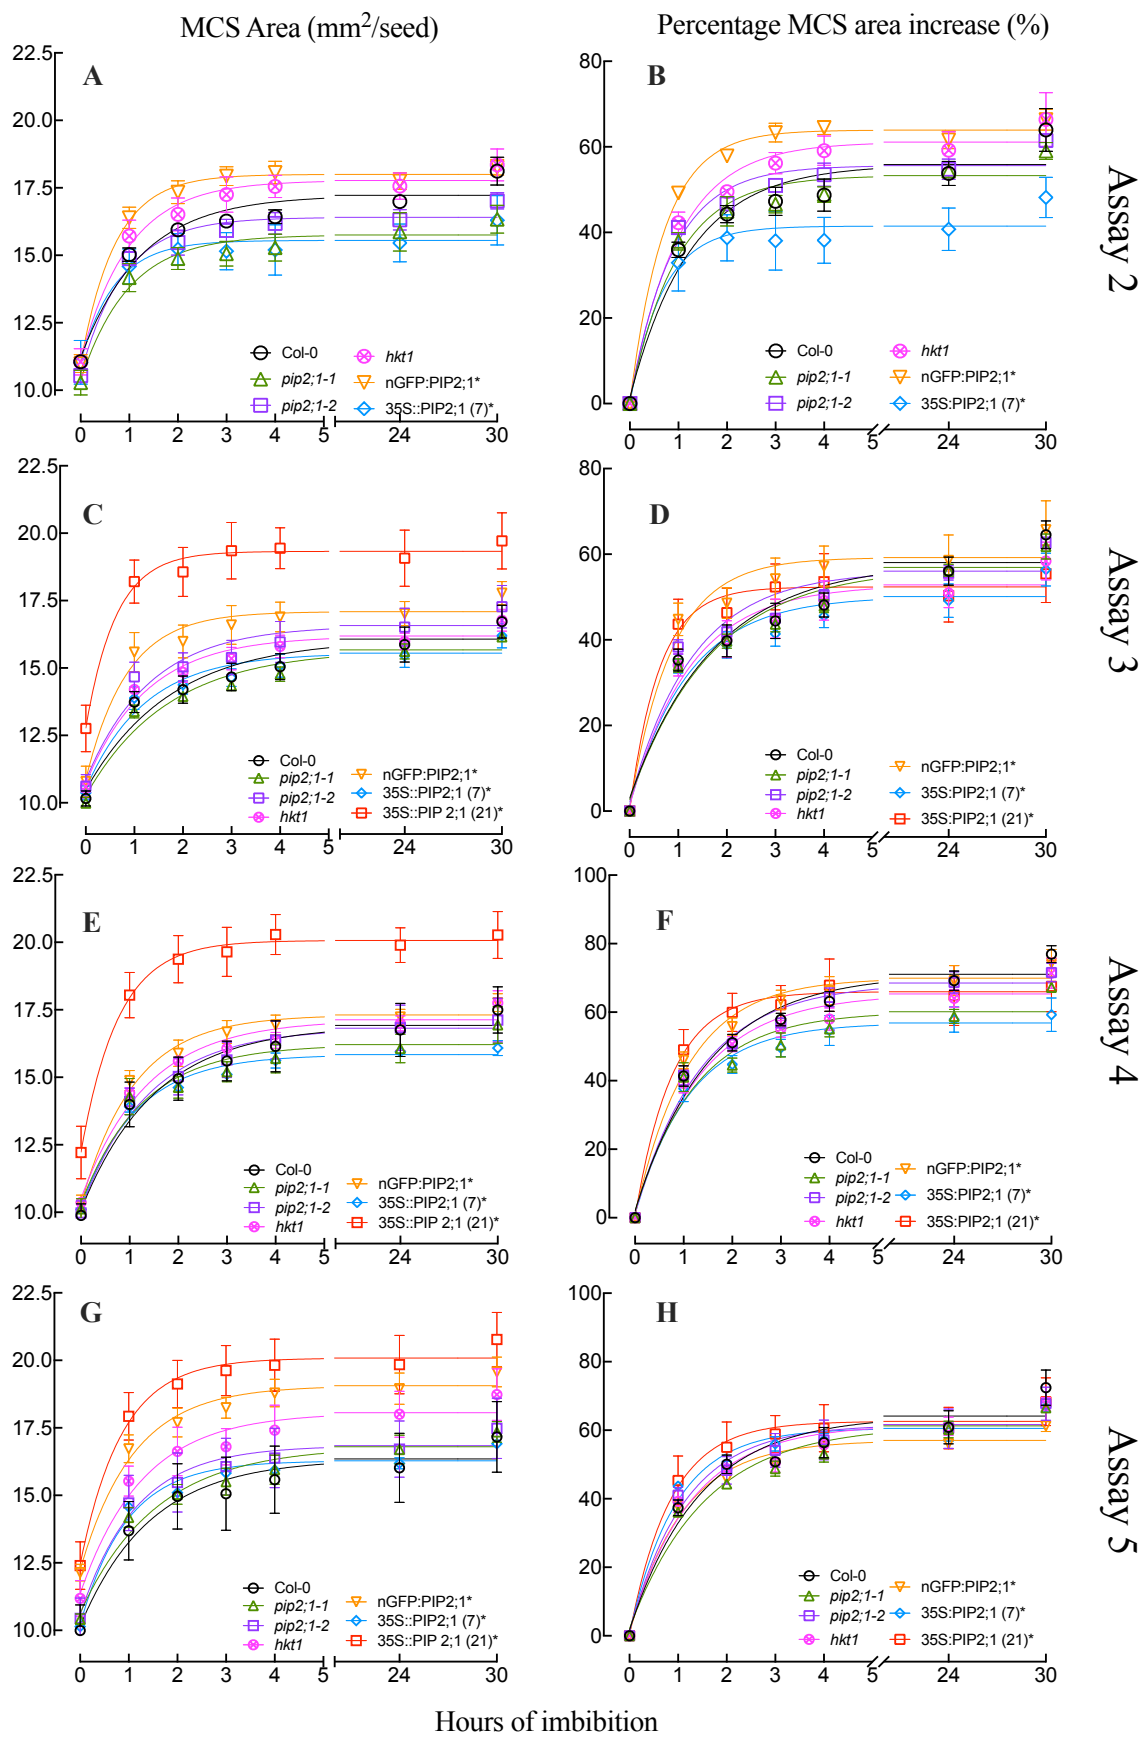 MCS Area (mm²/seed)
Percentage MCS area increase (%)
A
22.5
20.0
17.5
15.0
12.5
10.0
0 1 2 3 4 5 24 30
Col-0
pip2;1-1
pip2;1-2
hkt1
nGFP:PIP2;1*
35S::PIP2;1 (7)*
B
80
60
40
20
0
0 1 2 3 4 5 24 30
Col-0
pip2;1-1
pip2;1-2
hkt1
nGFP:PIP2;1*
35S::PIP2;1 (7)*
Assay 2
C
22.5
20.0
17.5
15.0
12.5
10.0
0 1 2 3 4 5 24 30
Col-0
pip2;1-1
pip2;1-2
hkt1
nGFP:PIP2;1*
35S::PIP2;1 (7)*
35S::PIP 2;1 (21)*
D
80
60
40
20
0
0 1 2 3 4 5 24 30
Col-0
pip2;1-1
pip2;1-2
hkt1
nGFP:PIP2;1*
35S:PIP2;1 (7)*
35S:PIP2;1 (21)*
Assay 3
E
22.5
20.0
17.5
15.0
12.5
10.0
0 1 2 3 4 5 24 30
Col-0
pip2;1-1
pip2;1-2
hkt1
nGFP:PIP2;1*
35S::PIP2;1 (7)*
35S::PIP 2;1 (21)*
F
100
80
60
40
20
0
0 1 2 3 4 5 24 30
Col-0
pip2;1-1
pip2;1-2
hkt1
nGFP:PIP2;1*
35S:PIP2;1 (7)*
35S:PIP2;1 (21)*
Assay 4
G
22.5
20.0
17.5
15.0
12.5
10.0
0 1 2 3 4 5 24 30
Col-0
pip2;1-1
pip2;1-2
hkt1
nGFP:PIP2;1*
35S::PIP2;1 (7)*
35S::PIP 2;1 (21)*
H
100
80
60
40
20
0
0 1 2 3 4 5 24 30
Col-0
pip2;1-1
pip2;1-2
hkt1
nGFP:PIP2;1*
35S:PIP2;1 (7)*
35S:PIP2;1 (21)*
Assay 5
Hours of imbibition